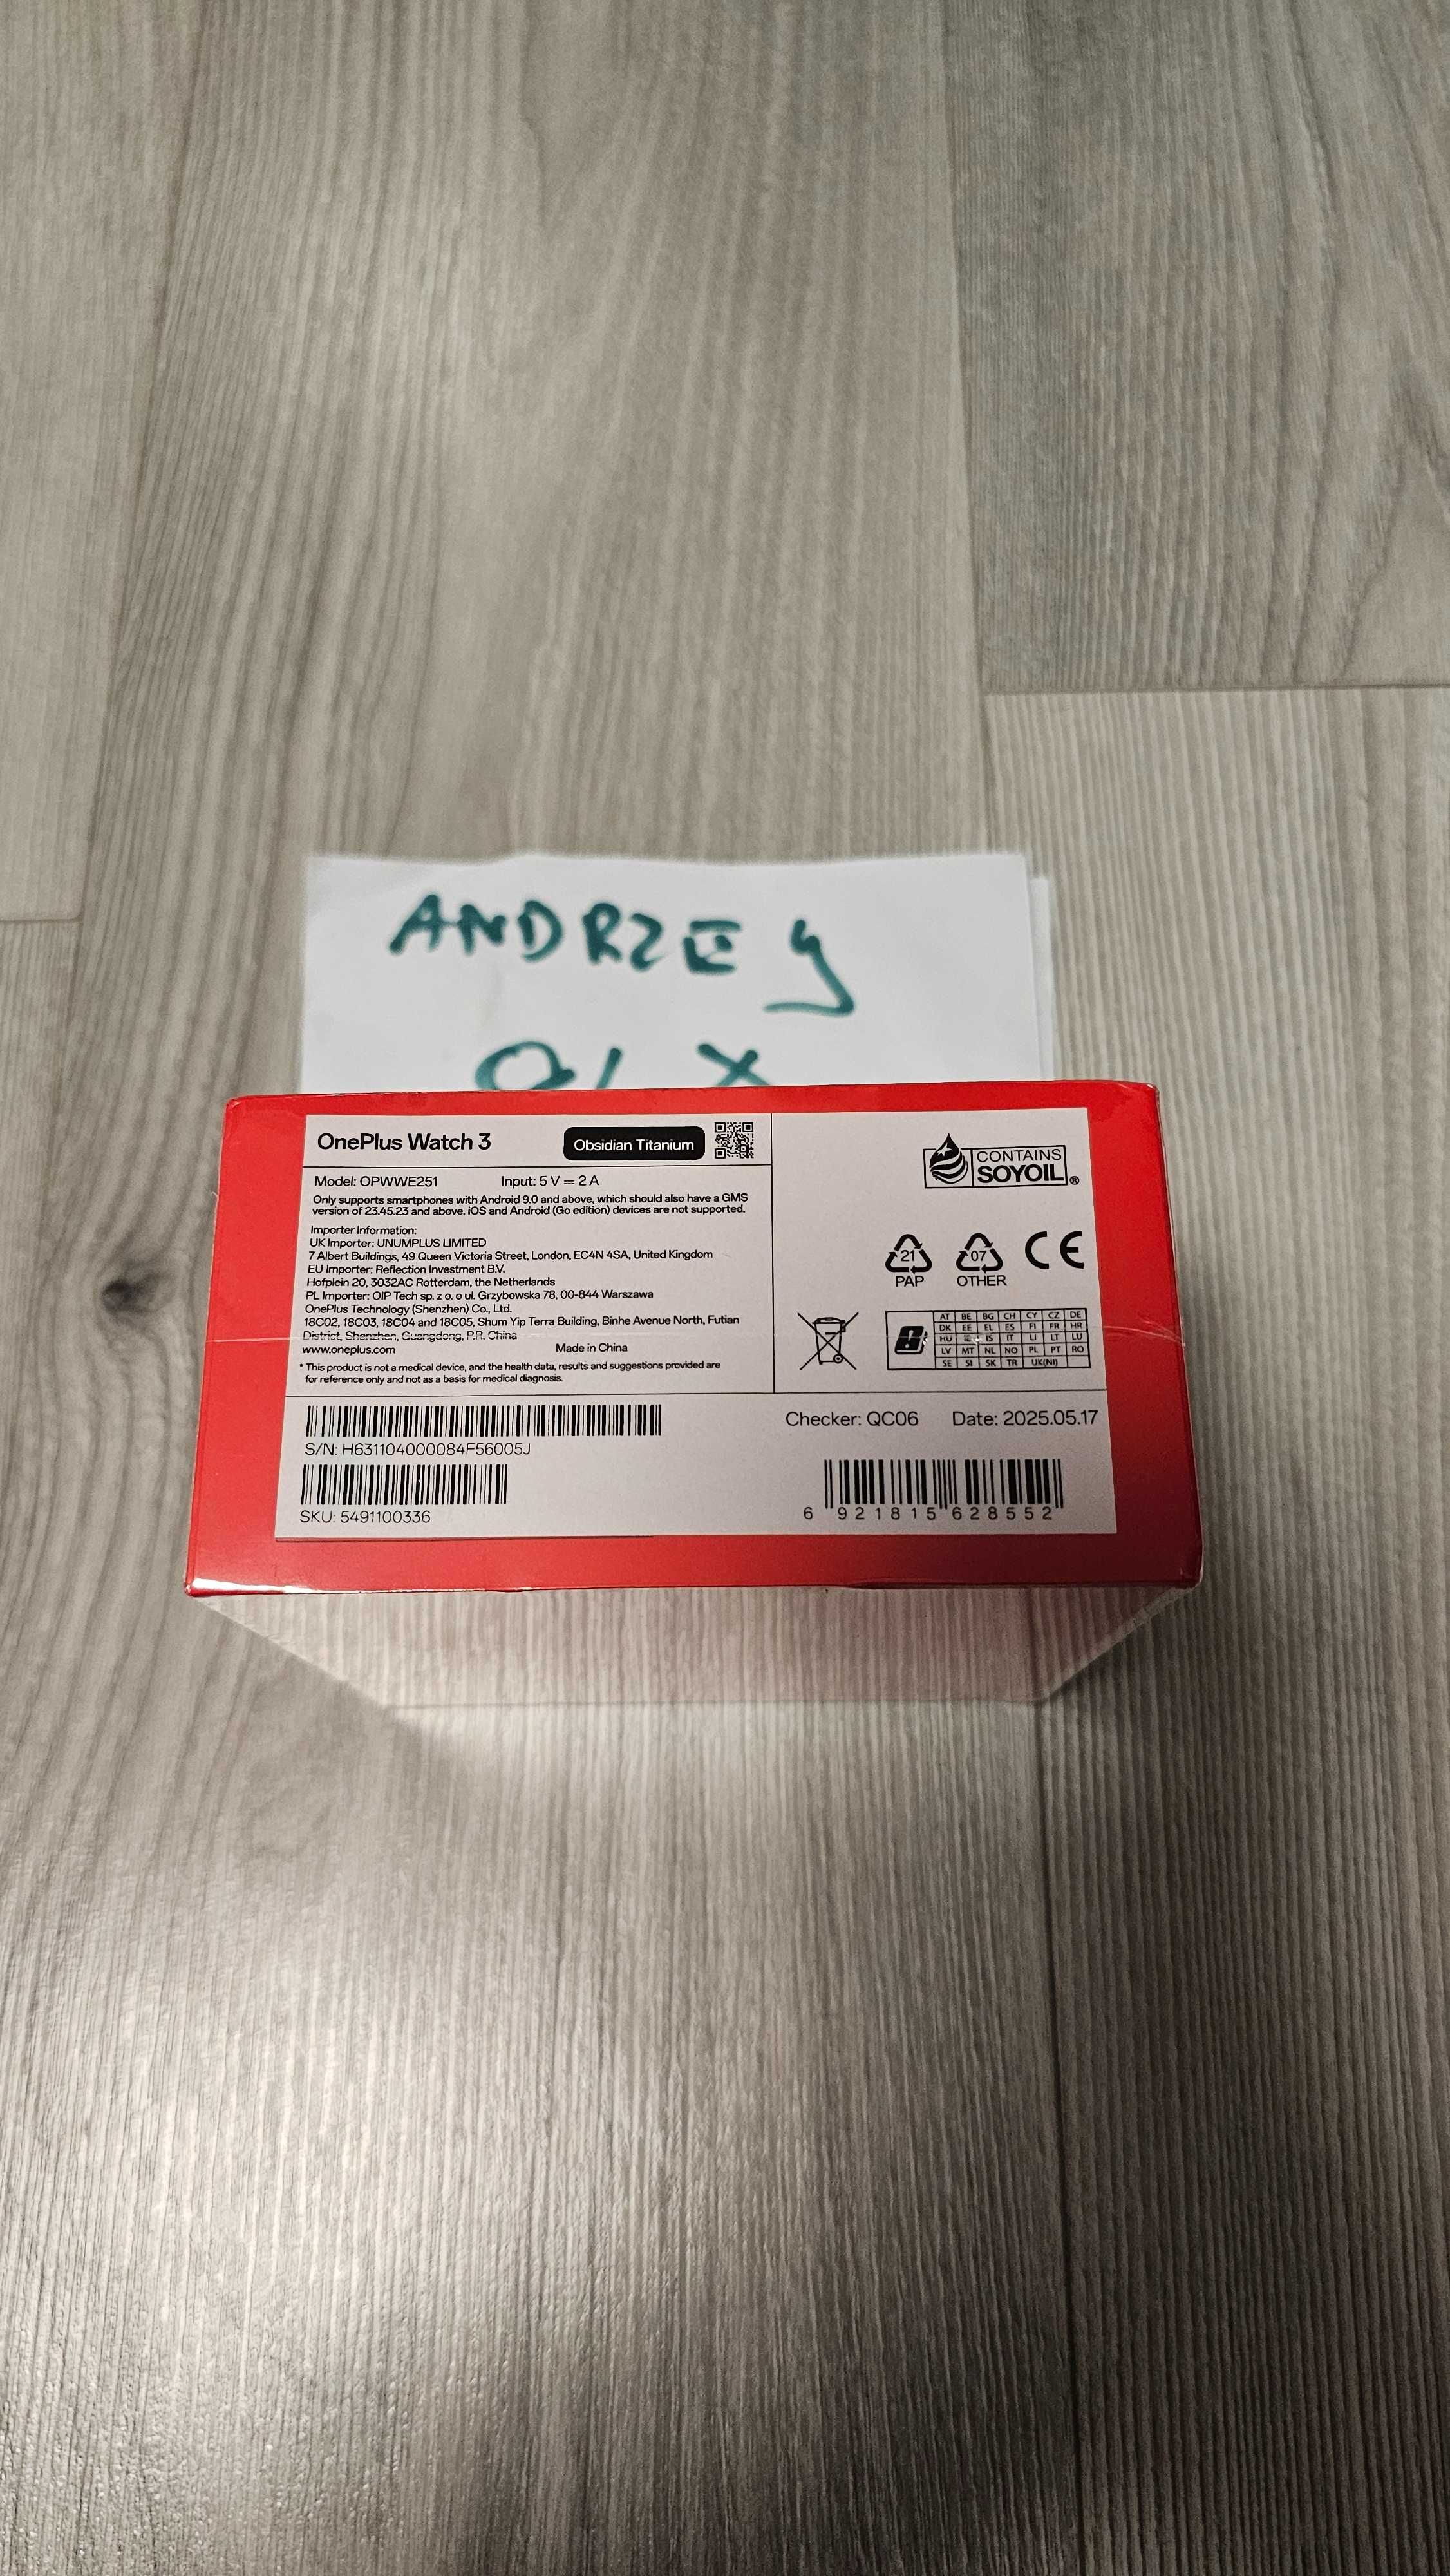 ANDRZEJ
OLX
OnePlus Watch 3
Obsidian Titanium
Model: OPWWE251 Input: 5 V ⎓ 2 A
Only supports smartphones with Android 9.0 and above, which should also have a GMS
version of 23.45.23 and above. iOS and Android (Go edition) devices are not supported.
Importer Information:
UK Importer: UNUMPLUS LIMITED
7 Albert Buildings, 49 Queen Victoria Street, London, EC4N 4SA, United Kingdom
EU Importer: Reflection Investment B.V.
Hofplein 20, 3032AC Rotterdam, the Netherlands
PL Importer: OIP Tech sp. z o. o ul. Grzybowska 78, 00-844 Warszawa
OnePlus Technology (Shenzhen) Co., Ltd.
18C02, 18C03, 18C04 and 18C05, Shum Yip Terra Building, Binhe Avenue North, Futian
District, Shenzhen, Guangdong, P.R. China
www.oneplus.com Made in China
* This product is not a medical device, and the health data, results and suggestions provided are
for reference only and not as a basis for medical diagnosis.
CONTAINS
SOYOIL®
21 07 CE
PAP OTHER
AT BE BG CH CY CZ DE
DK EE EL ES FI FR HR
HU IE IS IT LI LT LU
LV MT NL NO PL PT RO
SE SI SK TR UK(NI)
S/N: H631104000084F56005J
SKU: 5491100336
Checker: QC06 Date: 2025.05.17
6 921815 628552